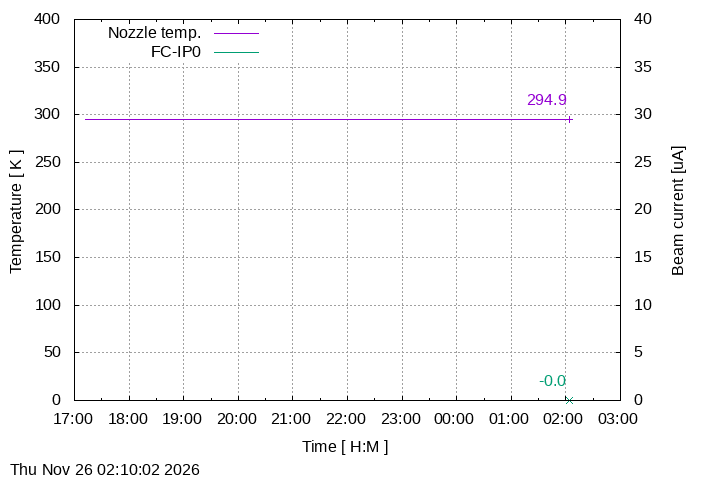 Nozzle temp.
FC-IP0
400
350
300
250
200
150
100
50
0
Temperature [ K ]
40
35
30
25
20
15
10
5
0
Beam current [uA]
294.9
-0.0
17:00 18:00 19:00 20:00 21:00 22:00 23:00 00:00 01:00 02:00 03:00
Time [ H:M ]
Thu Nov 26 02:10:02 2026